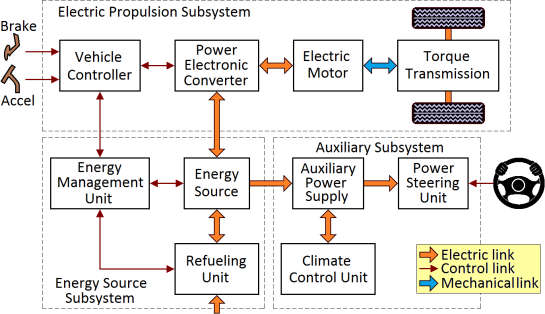 Electric Propulsion Subsystem
Brake
Accel
Vehicle
Controller
Power
Electronic
Converter
Electric
Motor
Torque
Transmission
Auxiliary Subsystem
Energy
Management
Unit
Energy
Source
Auxiliary
Power
Supply
Power
Steering
Unit
Refueling
Unit
Climate
Control Unit
Energy Source
Subsystem
Electric link
Control link
Mechanical link